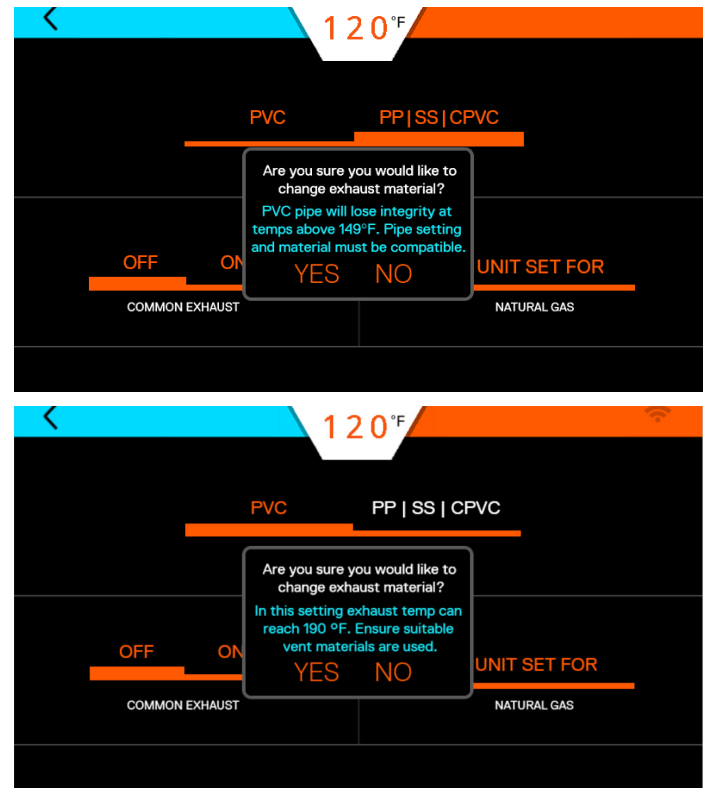 120°F
PVC PP|SS|CPVC
Are you sure you would like to
change exhaust material?
PVC pipe will lose integrity at
temps above 149°F. Pipe setting
and material must be compatible.
YES NO
OFF ON
UNIT SET FOR
COMMON EXHAUST
NATURAL GAS
120°F
PVC PP | SS | CPVC
Are you sure you would like to
change exhaust material?
In this setting exhaust temp can
reach 190 ºF. Ensure suitable
vent materials are used.
YES NO
OFF ON
UNIT SET FOR
COMMON EXHAUST
NATURAL GAS